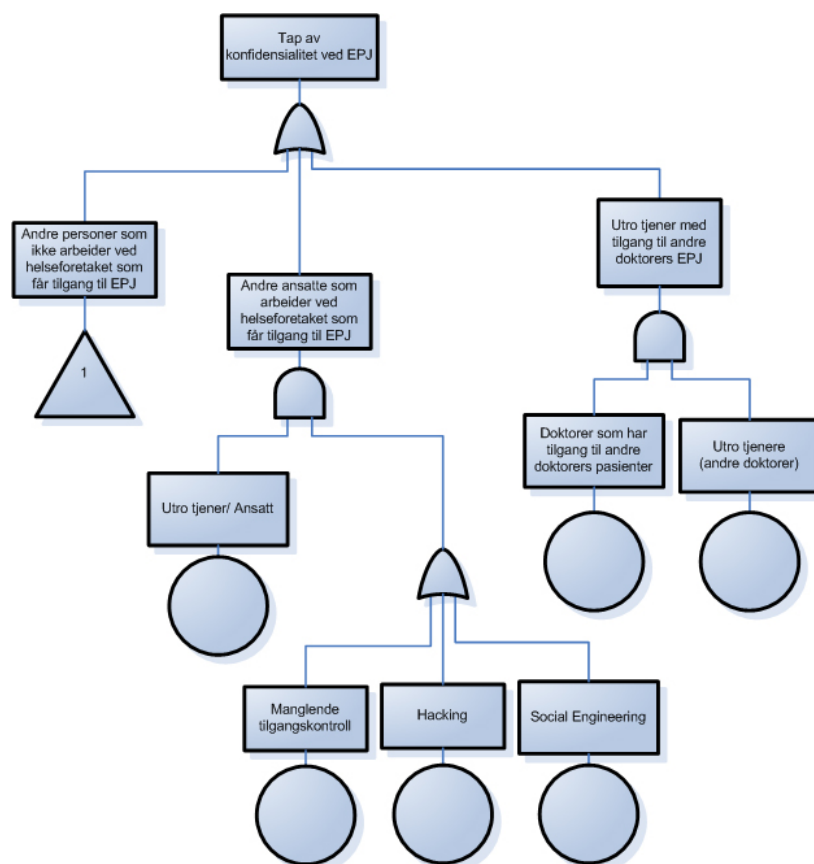 Tap av
konfidensialitet ved EPJ
Andre personer som
ikke arbeider ved
helseforetaket som
får tilgang til EPJ
1
Andre ansatte som
arbeider ved
helseforetaket som
får tilgang til EPJ
Utro tjener med
tilgang til andre
doktorers EPJ
Utro tjener/ Ansatt
Doktorer som har
tilgang til andre
doktorers pasienter
Utro tjenere
(andre doktorer)
Manglende
tilgangskontroll
Hacking
Social Engineering